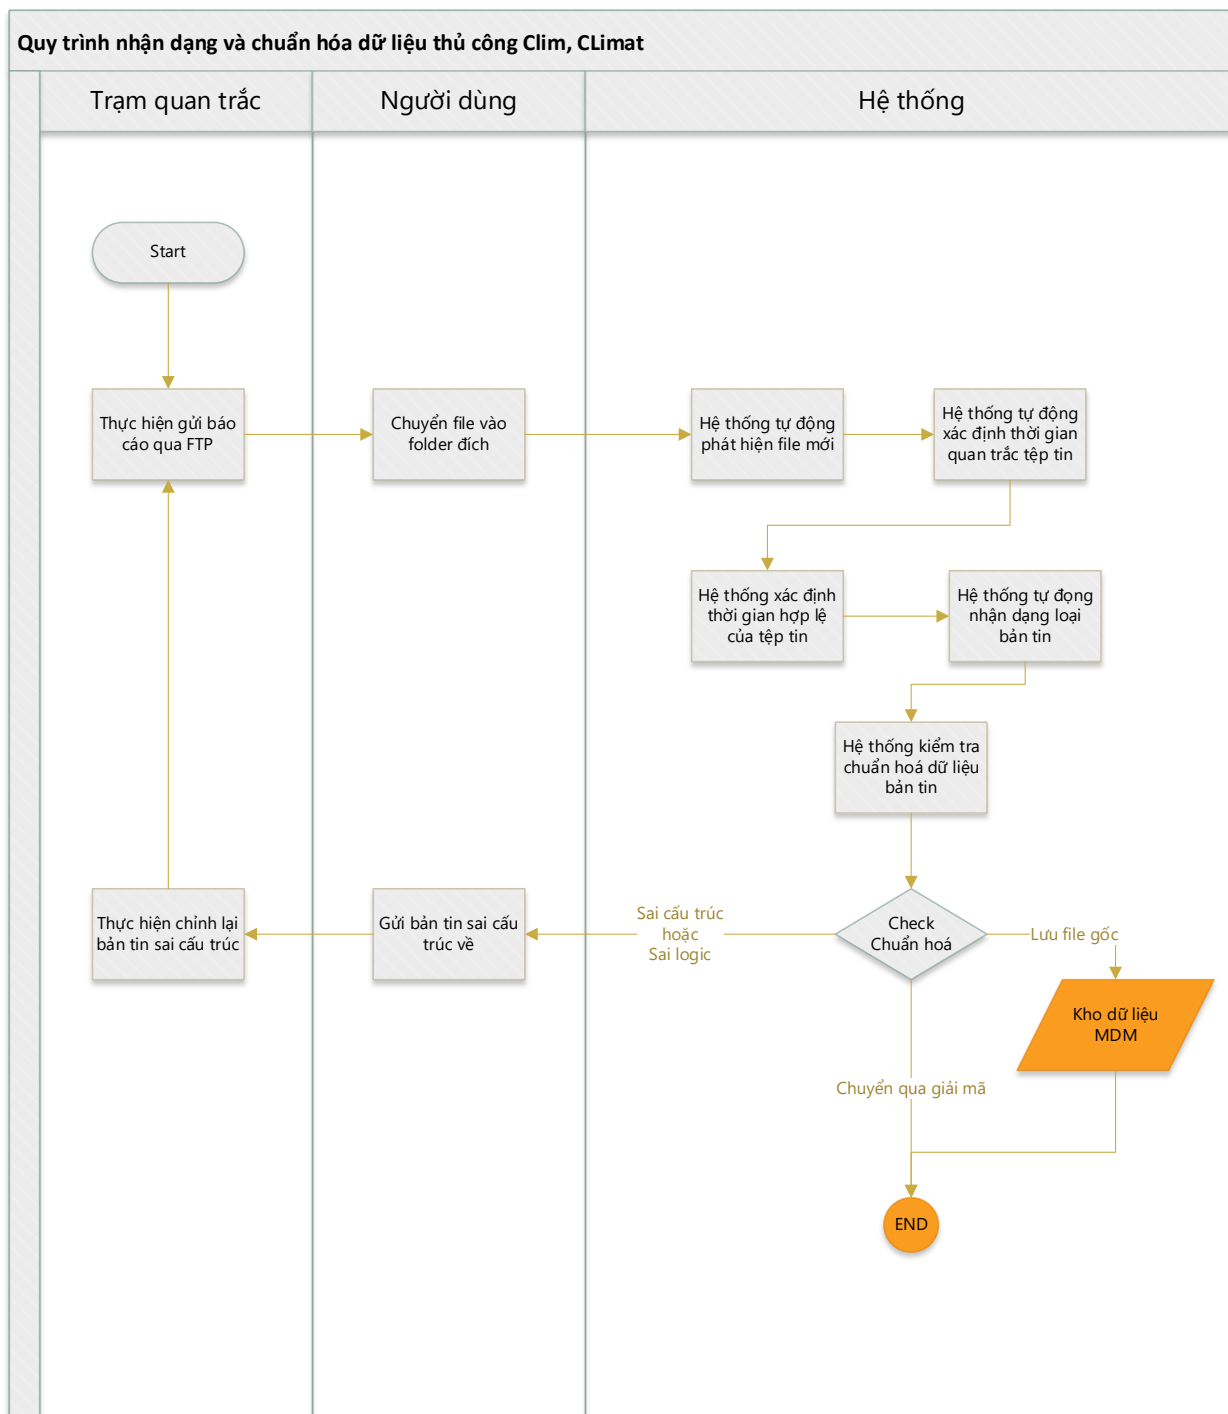 Quy trình nhận dạng và chuẩn hóa dữ liệu thủ công Clim, CLimat
Trạm quan trắc
Người dùng
Hệ thống
Start
Thực hiện gửi báo
cáo qua FTP
Chuyển file vào
folder đích
Hệ thống tự động
phát hiện file mới
Hệ thống tự động
xác định thời gian
quan trắc tệp tin
Hệ thống xác định
thời gian hợp lệ
của tệp tin
Hệ thống tự đọng
nhận dạng loại
bản tin
Hệ thống kiểm tra
chuẩn hoá dữ liệu
bản tin
Thực hiện chỉnh lại
bản tin sai cấu trúc
Gửi bản tin sai cấu
trúc về
Sai cấu trúc
hoặc
Sai logic
Check
Chuẩn hoá
Lưu file gốc
Kho dữ liệu
MDM
Chuyển qua giải mã
END